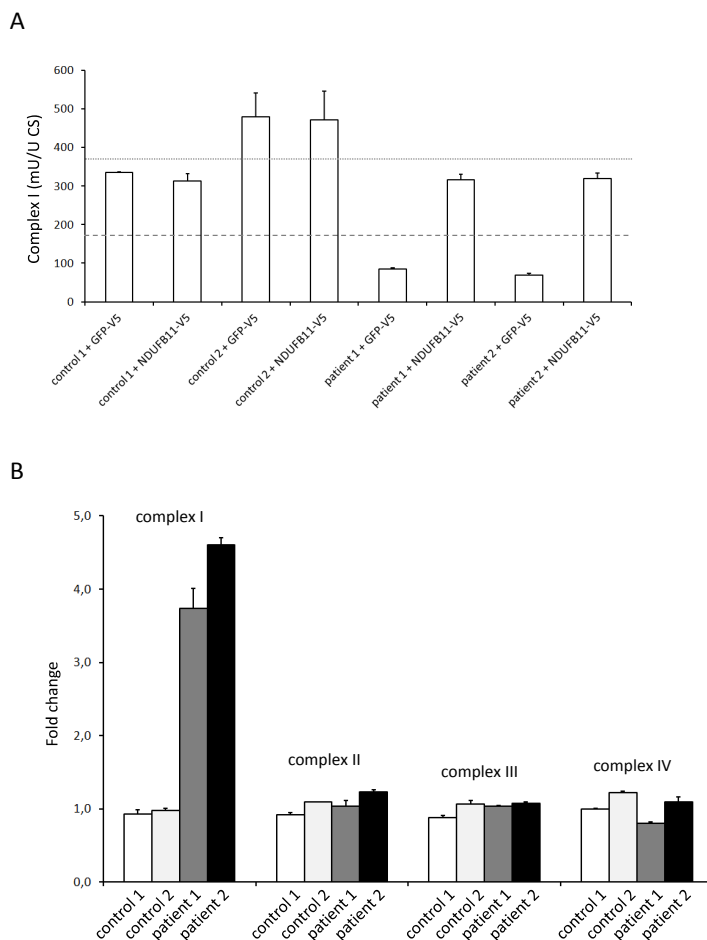 A
Complex I (mU/U CS)
600
500
400
300
200
100
0
control 1 + GFP-V5
control 1 + NDUFB11-V5
control 2 + GFP-V5
control 2 + NDUFB11-V5
patient 1 + GFP-V5
patient 1 + NDUFB11-V5
patient 2 + GFP-V5
patient 2 + NDUFB11-V5
B
Fold change
5,0
4,0
3,0
2,0
1,0
0,0
complex I
complex II
complex III
complex IV
control 1
control 2
patient 1
patient 2
control 1
control 2
patient 1
patient 2
control 1
control 2
patient 1
patient 2
control 1
control 2
patient 1
patient 2